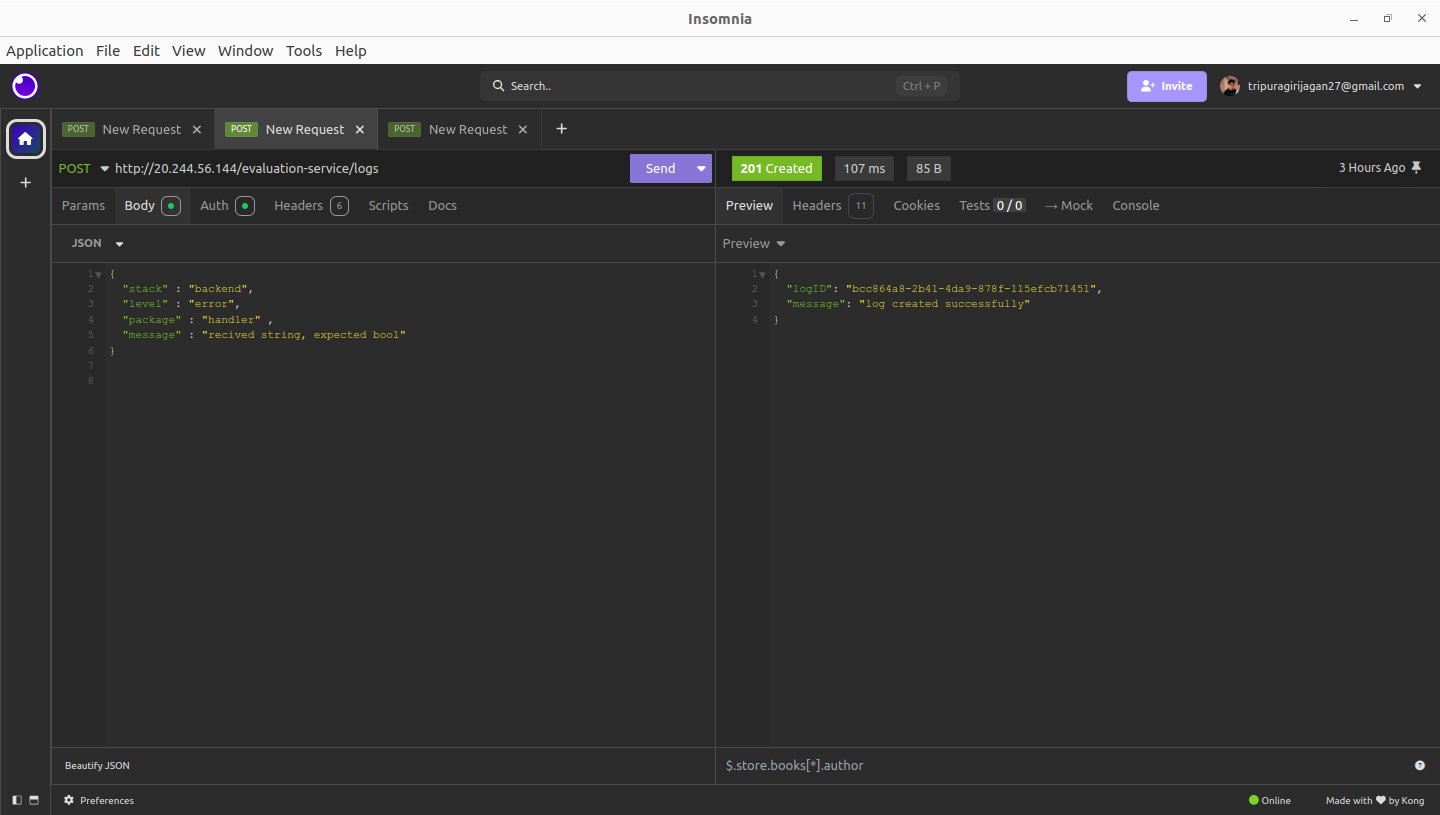 Insomnia
Application File Edit View Window Tools Help
Search.. Ctrl + P
Invite
tripuragirijagan27@gmail.com
POST New Request
POST New Request
POST New Request
POST http://20.244.56.144/evaluation-service/logs Send
201 Created 107 ms 85 B 3 Hours Ago
Params Body Auth Headers 6 Scripts Docs
Preview Headers 11 Cookies Tests 0 / 0 → Mock Console
JSON
Preview
1 {
2 "stack" : "backend",
3 "level" : "error",
4 "package" : "handler" ,
5 "message" : "recived string, expected bool"
6 }
7
8
1 {
2 "logID": "bcc864a8-2b41-4da9-878f-115efcb71451",
3 "message": "log created successfully"
4 }
Beautify JSON
$.store.books[*].author
Preferences
Online
Made with ♥ by Kong